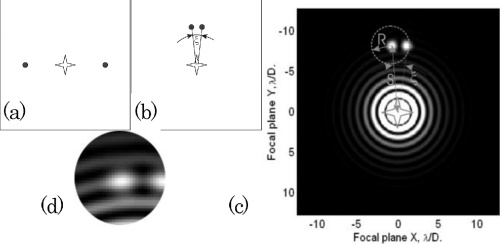 (a)
(b)
(c)
(d)
R
S
ε
Focal plane Y, λ/D.
-10
-5
0
5
10
-10 -5 0 5 10
Focal plane X, λ/D.